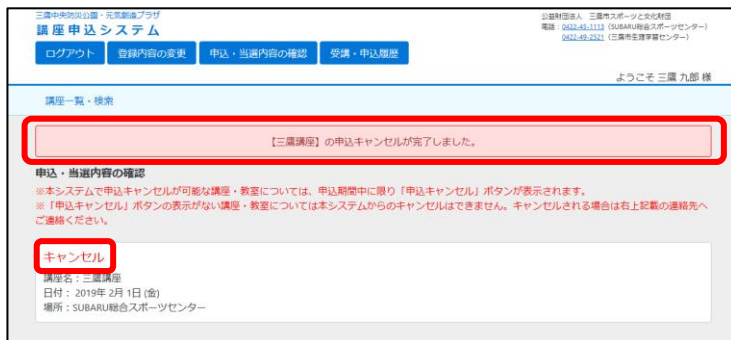 三鷹中央防災公園・元気創造プラザ
講座申込システム
公益財団法人 三鷹市スポーツと文化財団
電話：0422-45-1113（SUBARU総合スポーツセンター）
0422-49-2521（三鷹市生涯学習センター）
ログアウト 登録内容の変更 申込・当選内容の確認 受講・申込履歴
ようこそ 三鷹 九郎 様
講座一覧・検索
【三鷹講座】の申込キャンセルが完了しました。
申込・当選内容の確認
※本システムで申込キャンセルが可能な講座・教室については、申込期間中に限り「申込キャンセル」ボタンが表示されます。
※「申込キャンセル」ボタンの表示がない講座・教室については本システムからのキャンセルはできません。キャンセルされる場合は右上記載の連絡先へ
ご連絡ください。
キャンセル
講座名：三鷹講座
日付： 2019年 2月 1日 (金)
場所：SUBARU総合スポーツセンター